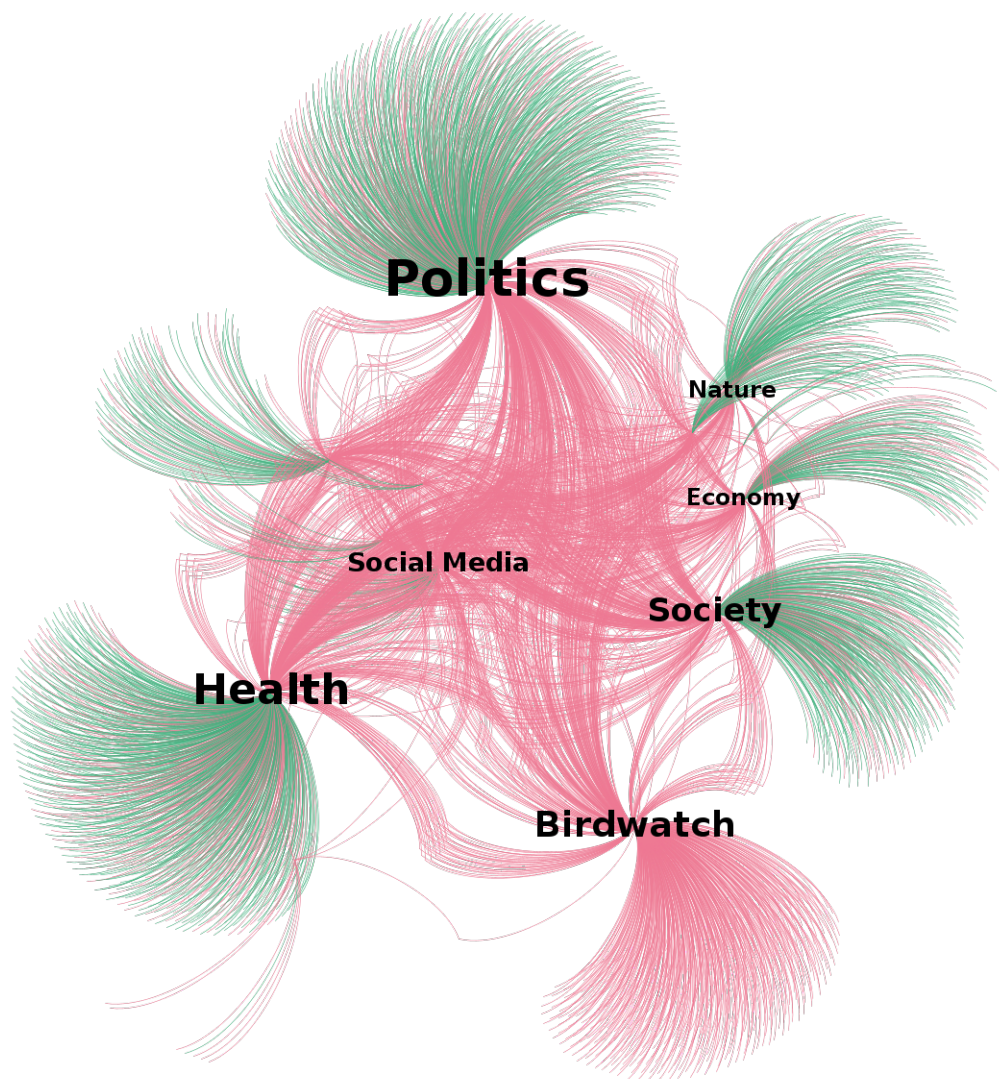 Politics
Nature
Economy
Social Media
Society
Health
Birdwatch